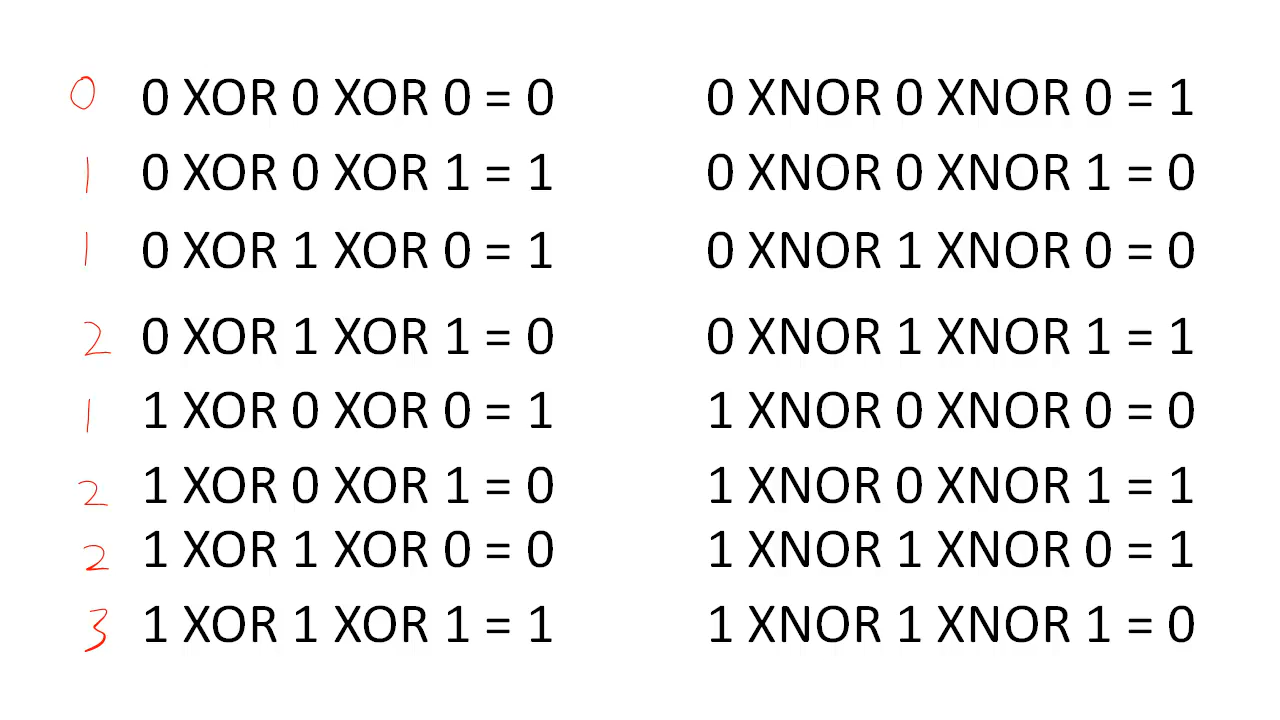 0 0 XOR 0 XOR 0 = 0 0 XNOR 0 XNOR 0 = 1
1 0 XOR 0 XOR 1 = 1 0 XNOR 0 XNOR 1 = 0
1 0 XOR 1 XOR 0 = 1 0 XNOR 1 XNOR 0 = 0
2 0 XOR 1 XOR 1 = 0 0 XNOR 1 XNOR 1 = 1
1 1 XOR 0 XOR 0 = 1 1 XNOR 0 XNOR 0 = 0
2 1 XOR 0 XOR 1 = 0 1 XNOR 0 XNOR 1 = 1
2 1 XOR 1 XOR 0 = 0 1 XNOR 1 XNOR 0 = 1
3 1 XOR 1 XOR 1 = 1 1 XNOR 1 XNOR 1 = 0